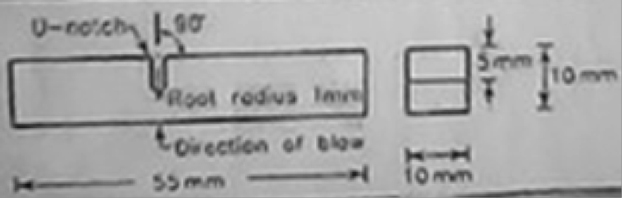 U-notch
90°
Root radius 1mm
5mm
10mm
Direction of blow
55mm
10mm